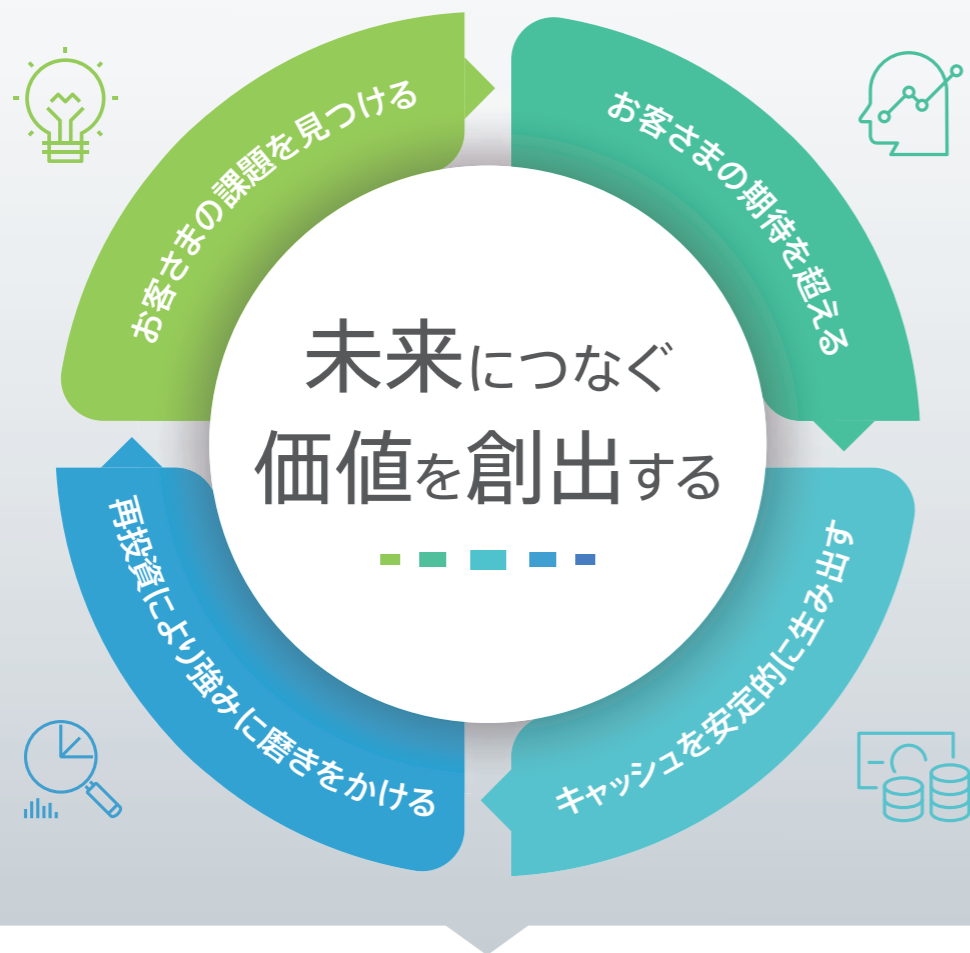 お客さまの課題を見つける
お客さまの期待を超える
未来につなぐ
価値を創出する
キャッシュを安定的に生み出す
再投資により強みに磨きをかける